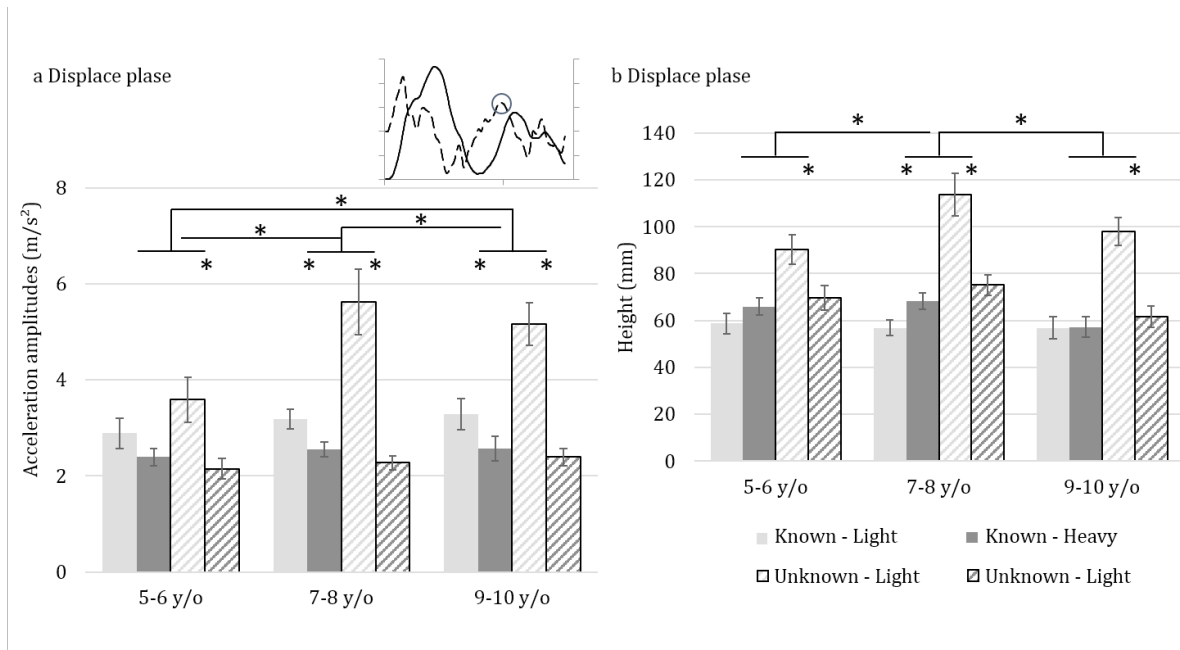 a Displace plase
b Displace plase
Acceleration amplitudes (m/s²)
8
6
4
2
0
* * *
* * * * *
5-6 y/o 7-8 y/o 9-10 y/o
Height (mm)
140
120
100
80
60
40
20
0
* *
* * * *
5-6 y/o 7-8 y/o 9-10 y/o
Known - Light Known - Heavy
Unknown - Light Unknown - Light